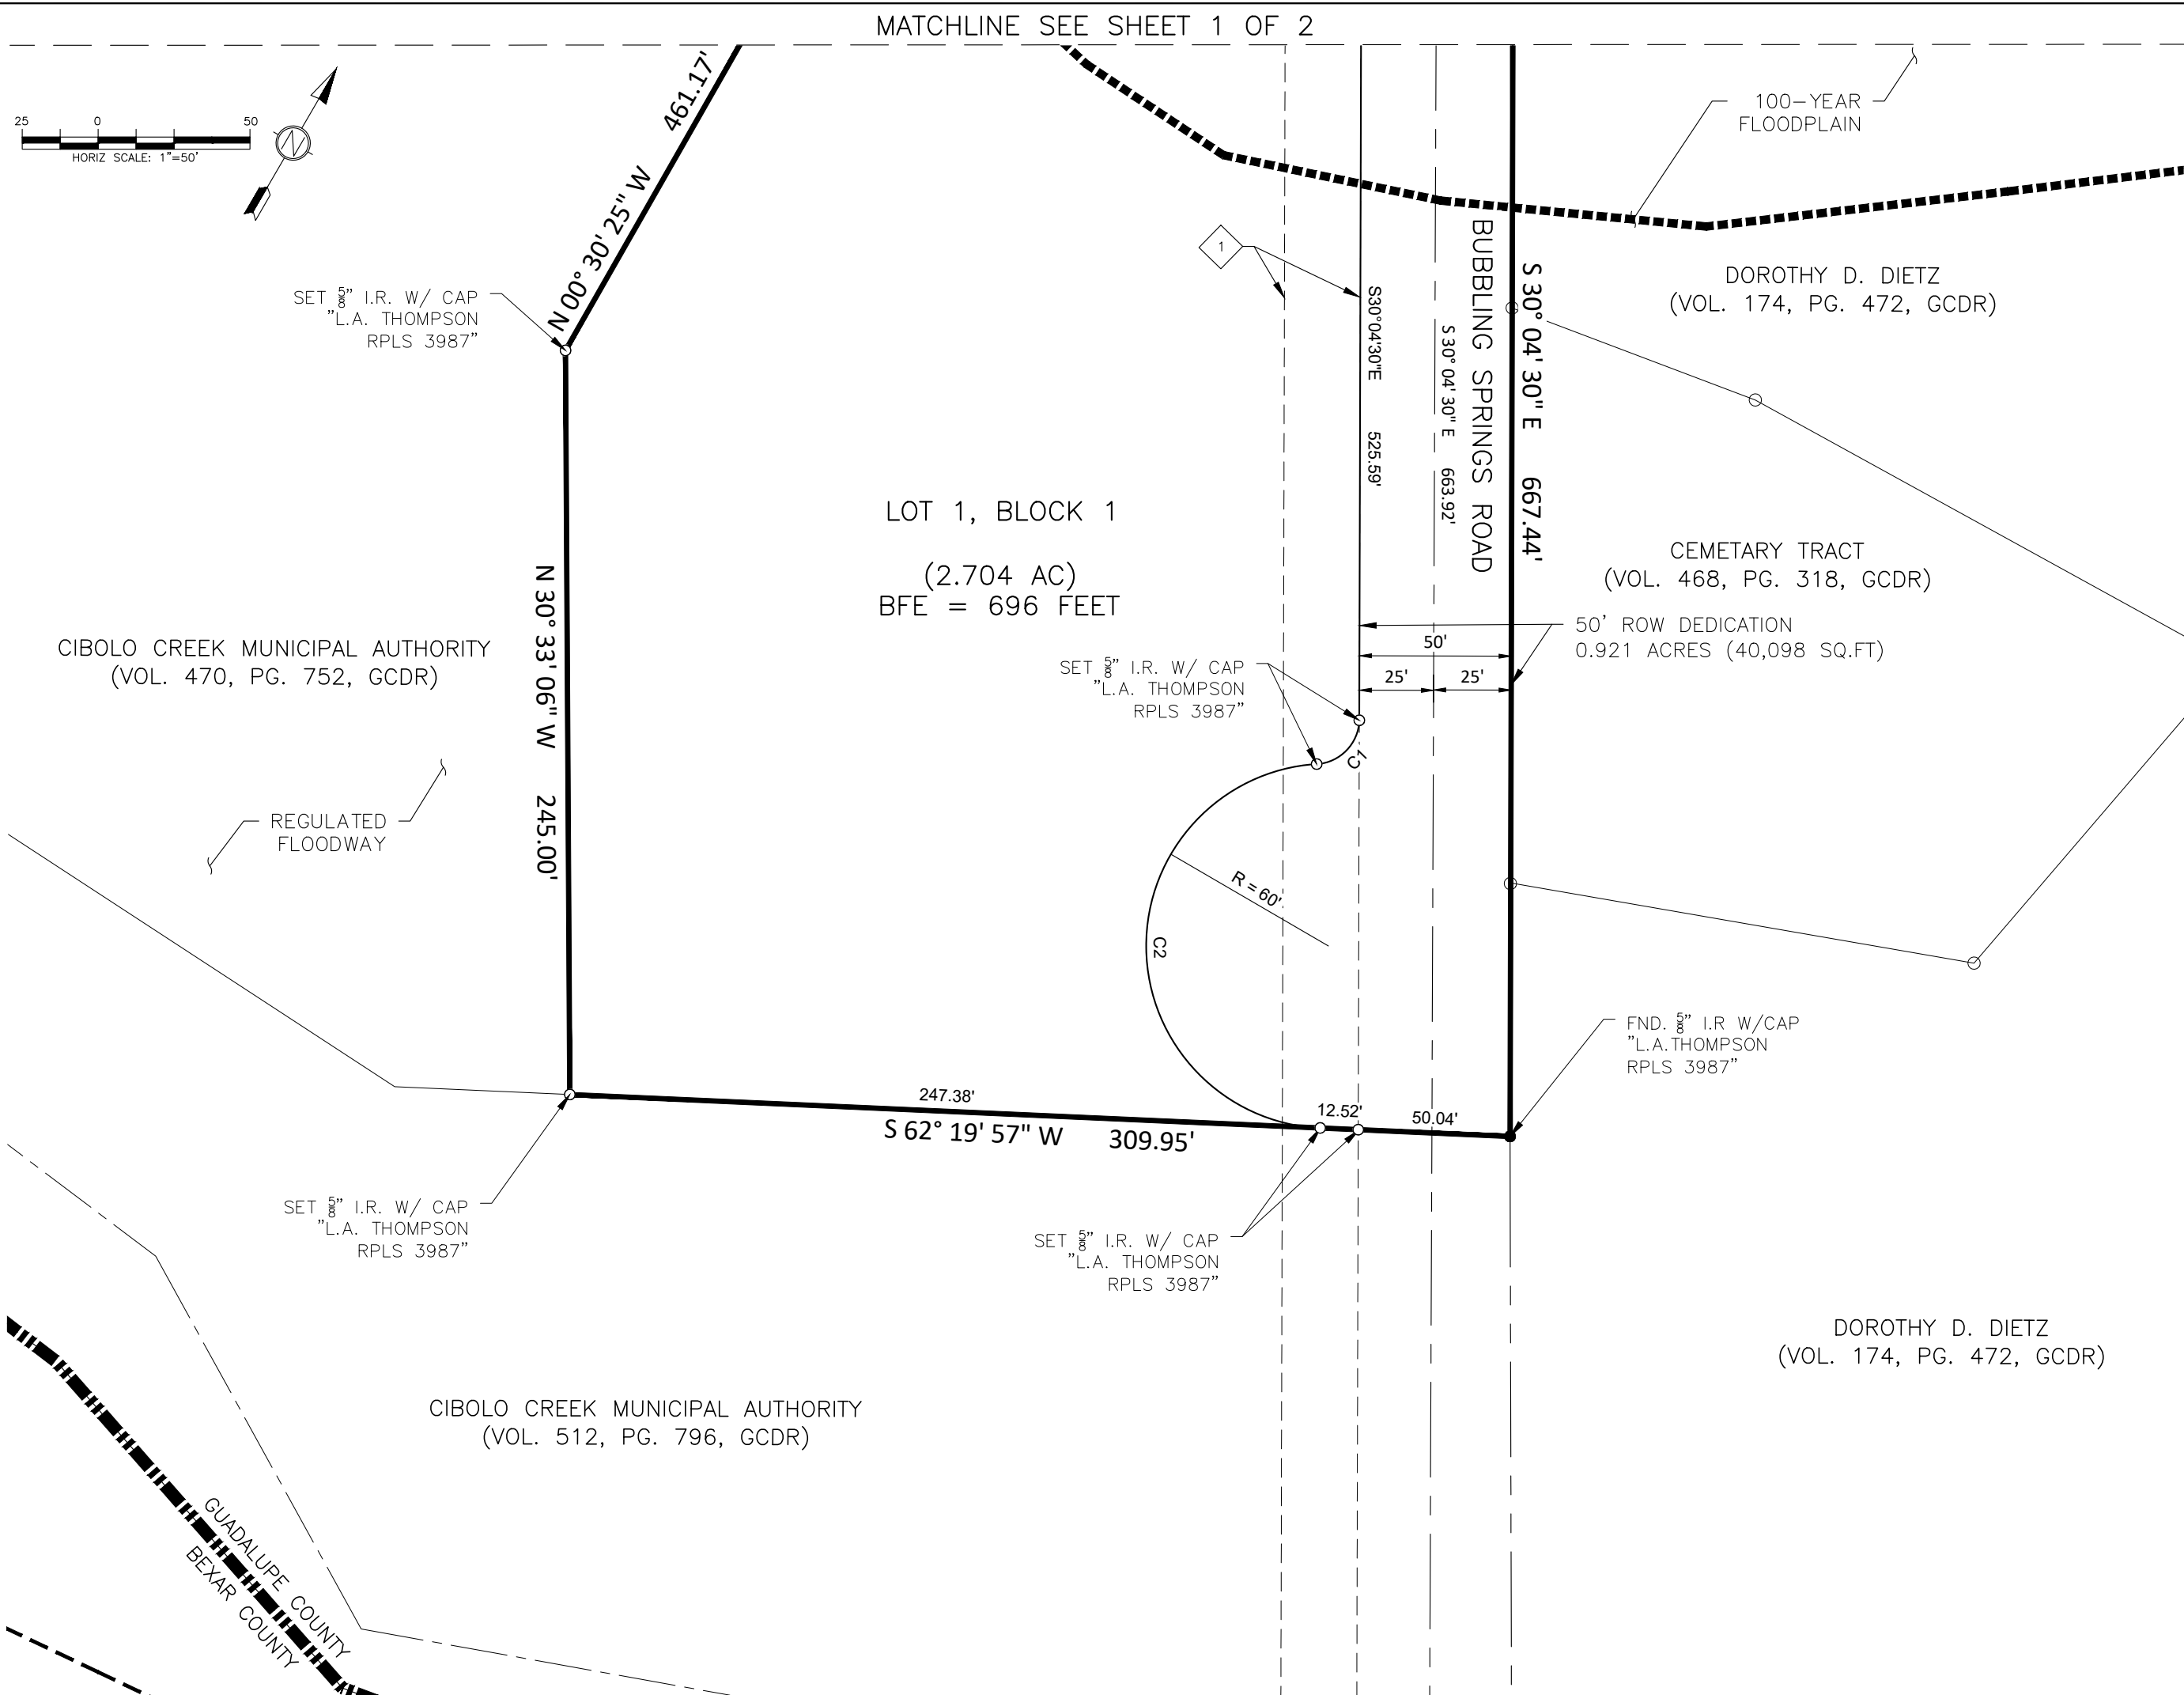 MATCHLINE SEE SHEET 1 OF 2
25 0 50
HORIZ SCALE: 1"=50'
N
461.17'
N 00° 30' 25" W
100-YEAR
FLOODPLAIN
1
SET 5/8" I.R. W/ CAP
"L.A. THOMPSON
RPLS 3987"
S30°04'30"E 525.59'
S 30° 04' 30" E 663.92'
BUBBLING SPRINGS ROAD
S 30° 04' 30" E 667.44'
DOROTHY D. DIETZ
(VOL. 174, PG. 472, GCDR)
LOT 1, BLOCK 1
(2.704 AC)
BFE = 696 FEET
CEMETARY TRACT
(VOL. 468, PG. 318, GCDR)
50' ROW DEDICATION
0.921 ACRES (40,098 SQ.FT)
N 30° 33' 06" W 245.00'
CIBOLO CREEK MUNICIPAL AUTHORITY
(VOL. 470, PG. 752, GCDR)
50'
25' 25'
SET 5/8" I.R. W/ CAP
"L.A. THOMPSON
RPLS 3987"
C1
REGULATED
FLOODWAY
R = 60'
C2
FND. 5/8" I.R W/CAP
"L.A.THOMPSON
RPLS 3987"
247.38'
12.52'
50.04'
S 62° 19' 57" W 309.95'
SET 5/8" I.R. W/ CAP
"L.A. THOMPSON
RPLS 3987"
SET 5/8" I.R. W/ CAP
"L.A. THOMPSON
RPLS 3987"
DOROTHY D. DIETZ
(VOL. 174, PG. 472, GCDR)
CIBOLO CREEK MUNICIPAL AUTHORITY
(VOL. 512, PG. 796, GCDR)
GUADALUPE COUNTY
BEXAR COUNTY